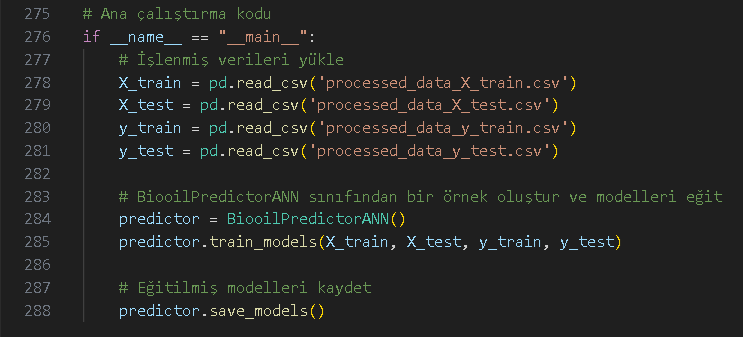 275 # Ana çalıştırma kodu
276 if __name__ == "__main__":
277     # İşlenmiş verileri yükle
278     X_train = pd.read_csv('processed_data_X_train.csv')
279     X_test = pd.read_csv('processed_data_X_test.csv')
280     y_train = pd.read_csv('processed_data_y_train.csv')
281     y_test = pd.read_csv('processed_data_y_test.csv')
282
283     # BiooilPredictorANN sınıfından bir örnek oluştur ve modelleri eğit
284     predictor = BiooilPredictorANN()
285     predictor.train_models(X_train, X_test, y_train, y_test)
286
287     # Eğitilmiş modelleri kaydet
288     predictor.save_models()